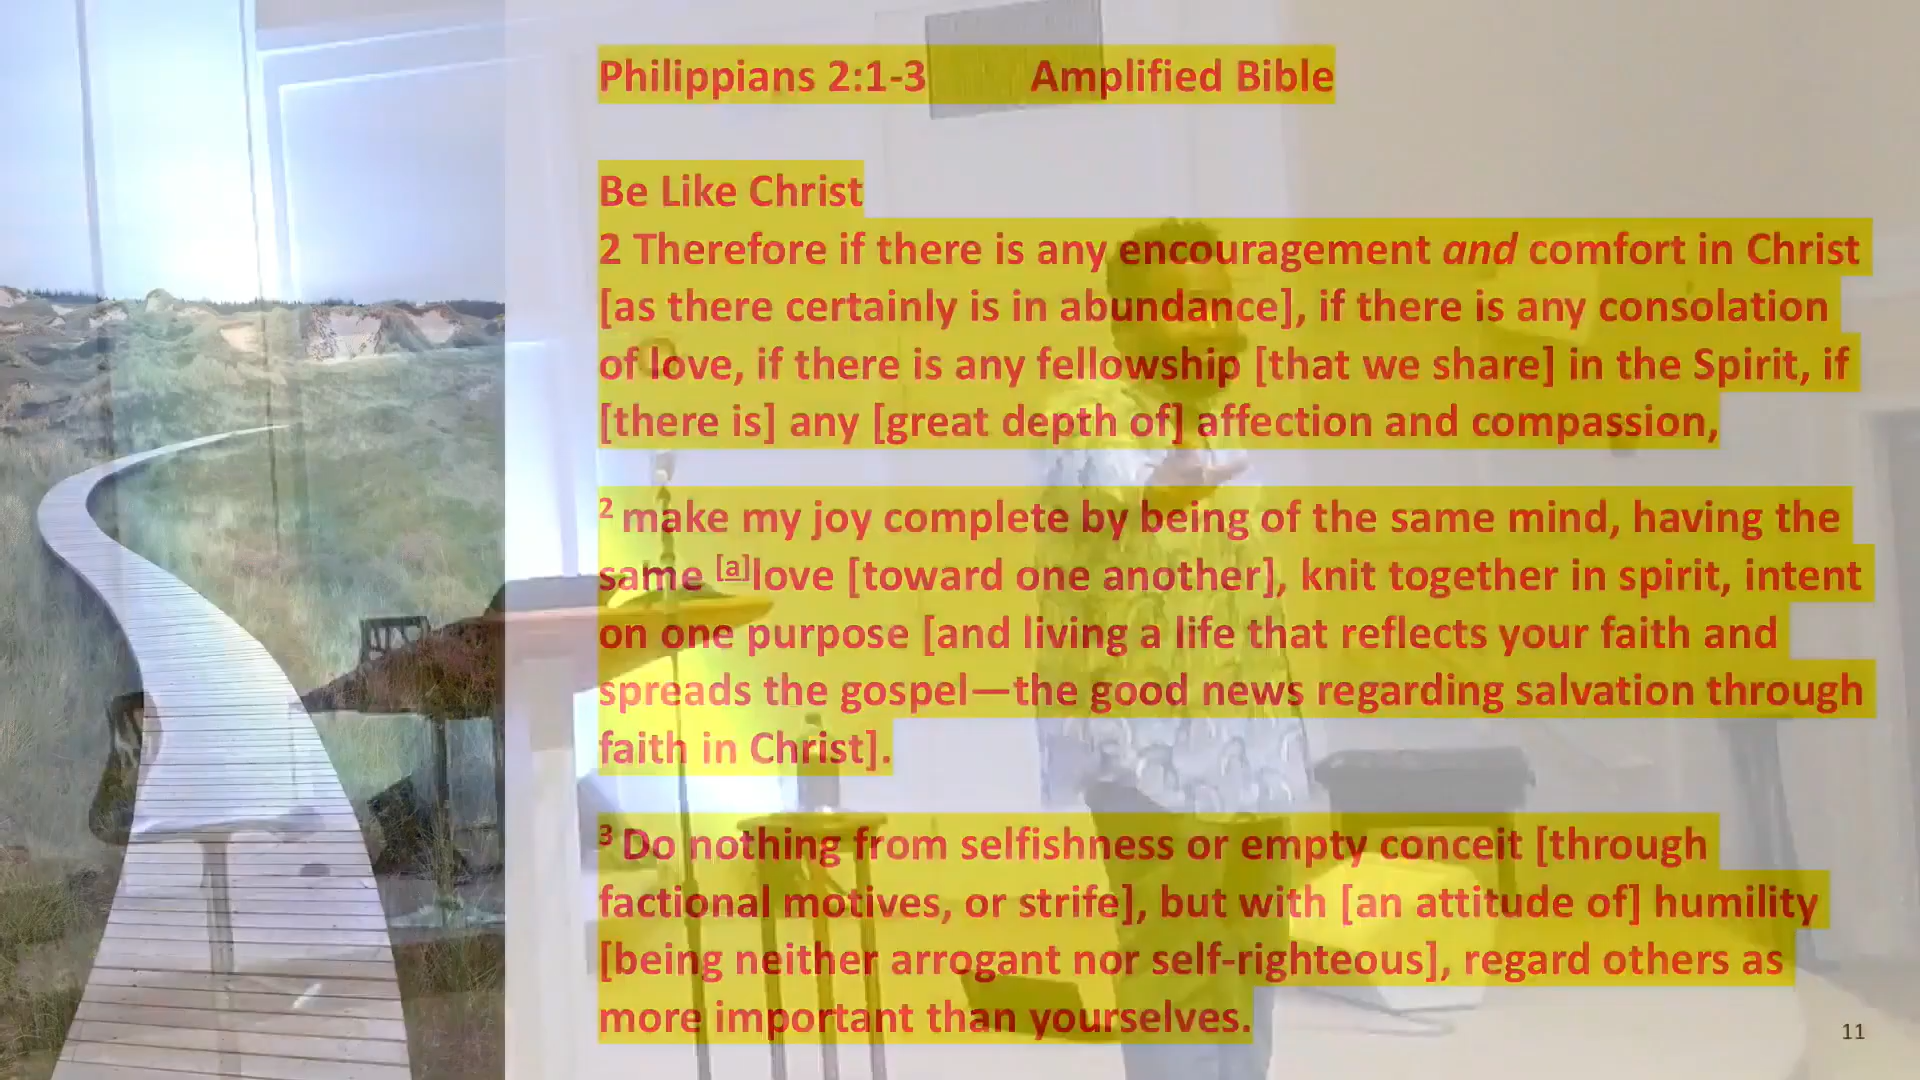 Philippians 2:1-3 Amplified Bible
Be Like Christ
2 Therefore if there is any encouragement and comfort in Christ
[as there certainly is in abundance], if there is any consolation
of love, if there is any fellowship [that we share] in the Spirit, if
[there is] any [great depth of] affection and compassion,
2 make my joy complete by being of the same mind, having the
same [a]love [toward one another], knit together in spirit, intent
on one purpose [and living a life that reflects your faith and
spreads the gospel—the good news regarding salvation through
faith in Christ].
3 Do nothing from selfishness or empty conceit [through
factional motives, or strife], but with [an attitude of] humility
[being neither arrogant nor self-righteous], regard others as
more important than yourselves.
11